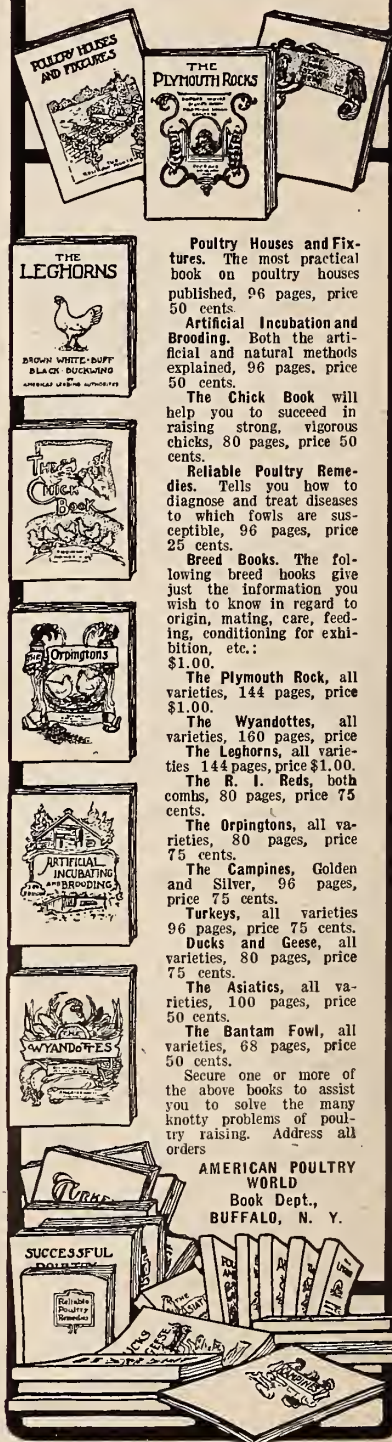 POULTRY HOUSES
AND FIXTURES
THE
PLYMOUTH ROCKS
THE
LEGHORNS
BROWN WHITE·BUFF
BLACK·DUCKWING
BY
AMERICA'S LEADING AUTHORITIES
THE
CHICK
BOOK
THE Orpingtons
ARTIFICIAL
INCUBATING
AND BROODING
THE
WYANDOTTES
Poultry Houses and Fix-
tures. The most practical
book on poultry houses
published, 96 pages, price
50 cents.
Artificial Incubation and
Brooding. Both the arti-
ficial and natural methods
explained, 96 pages. price
50 cents.
The Chick Book will
help you to succeed in
raising strong, vigorous
chicks, 80 pages, price 50
cents.
Reliable Poultry Reme-
dies. Tells you how to
diagnose and treat diseases
to which fowls are sus-
ceptible, 96 pages, price
25 cents.
Breed Books. The fol-
lowing breed books give
just the information you
wish to know in regard to
origin, mating, care, feed-
ing, conditioning for exhi-
bition, etc.:
$1.00.
The Plymouth Rock, all
varieties, 144 pages, price
$1.00.
The Wyandottes, all
varieties, 160 pages, price
The Leghorns, all varie-
ties 144 pages, price $1.00.
The R. I. Reds, both
combs, 80 pages, price 75
cents.
The Orpingtons, all va-
rieties, 80 pages, price
75 cents.
The Campines, Golden
and Silver, 96 pages,
price 75 cents.
Turkeys, all varieties
96 pages, price 75 cents.
Ducks and Geese, all
varieties, 80 pages, price
75 cents.
The Asiatics, all va-
rieties, 100 pages, price
50 cents.
The Bantam Fowl, all
varieties, 68 pages, price
50 cents.
Secure one or more of
the above books to assist
you to solve the many
knotty problems of poul-
try raising. Address all
orders
AMERICAN POULTRY
WORLD
Book Dept.,
BUFFALO, N. Y.
TURKE
SUCCESSFUL
POULTRY
Reliable
Poultry
Remedies
THE
ASIATI
DUCKS
GEESE
CAMPINES